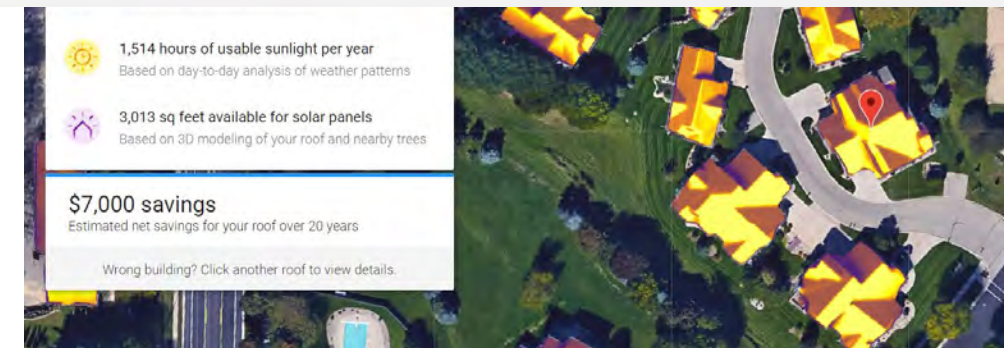 1,514 hours of usable sunlight per year
Based on day-to-day analysis of weather patterns
3,013 sq feet available for solar panels
Based on 3D modeling of your roof and nearby trees
$7,000 savings
Estimated net savings for your roof over 20 years
Wrong building? Click another roof to view details.